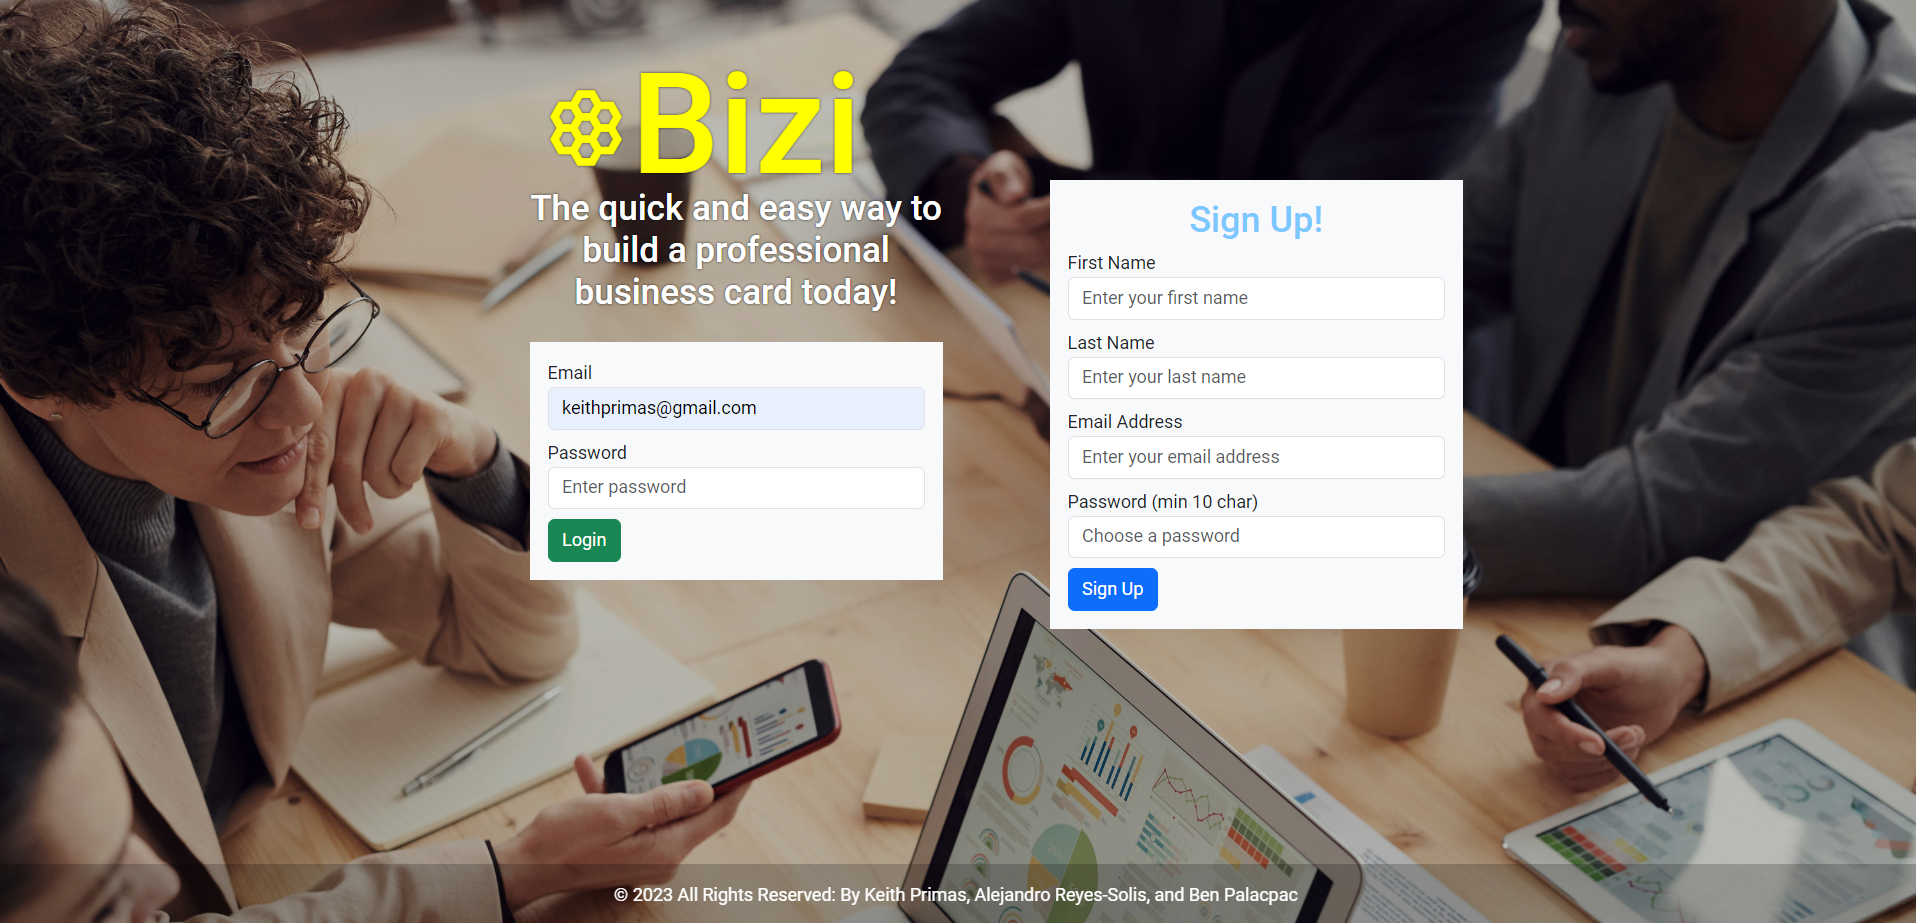 Bizi
The quick and easy way to
build a professional
business card today!
Email
keithprimas@gmail.com
Password
Enter password
Login
Sign Up!
First Name
Enter your first name
Last Name
Enter your last name
Email Address
Enter your email address
Password (min 10 char)
Choose a password
Sign Up
© 2023 All Rights Reserved: By Keith Primas, Alejandro Reyes-Solis, and Ben Palacpac